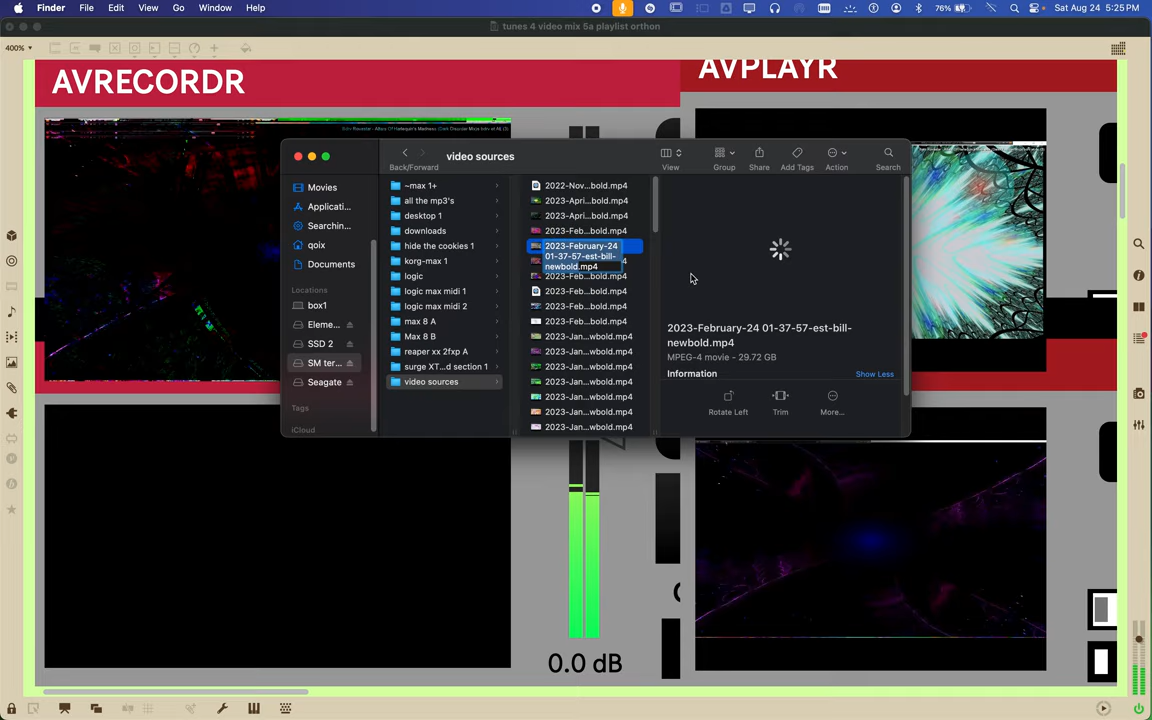 Finder File Edit View Go Window Help
76% Sat Aug 24 5:25 PM
tunes 4 video mix 5a playlist orthon
400%
AVRECORDR
AVPLAYR
video sources
Back/Forward
View
Group
Share
Add Tags
Action
Search
Movies
Applicati...
Searchin...
qoix
Documents
Locations
box1
Eleme...
SSD 2
SM ter...
Seagate
Tags
iCloud
~max 1+
all the mp3's
desktop 1
downloads
hide the cookies 1
korg-max 1
logic
logic max midi 1
logic max midi 2
max 8 A
Max 8 B
reaper xx 2fxp A
surge XT...d section 1
video sources
2022-Nov...bold.mp4
2023-Apri...bold.mp4
2023-Apri...bold.mp4
2023-Feb...bold.mp4
2023-February-24
01-37-57-est-bill-
newbold.mp4
2023-Feb...bold.mp4
2023-Feb...bold.mp4
2023-Feb...bold.mp4
2023-Feb...bold.mp4
2023-Jan...wbold.mp4
2023-Jan...wbold.mp4
2023-Jan...wbold.mp4
2023-Jan...wbold.mp4
2023-Jan...wbold.mp4
2023-Jan...wbold.mp4
2023-Jan...wbold.mp4
2023-February-24 01-37-57-est-bill-
newbold.mp4
MPEG-4 movie - 29.72 GB
Information Show Less
Rotate Left
Trim
More...
0.0 dB